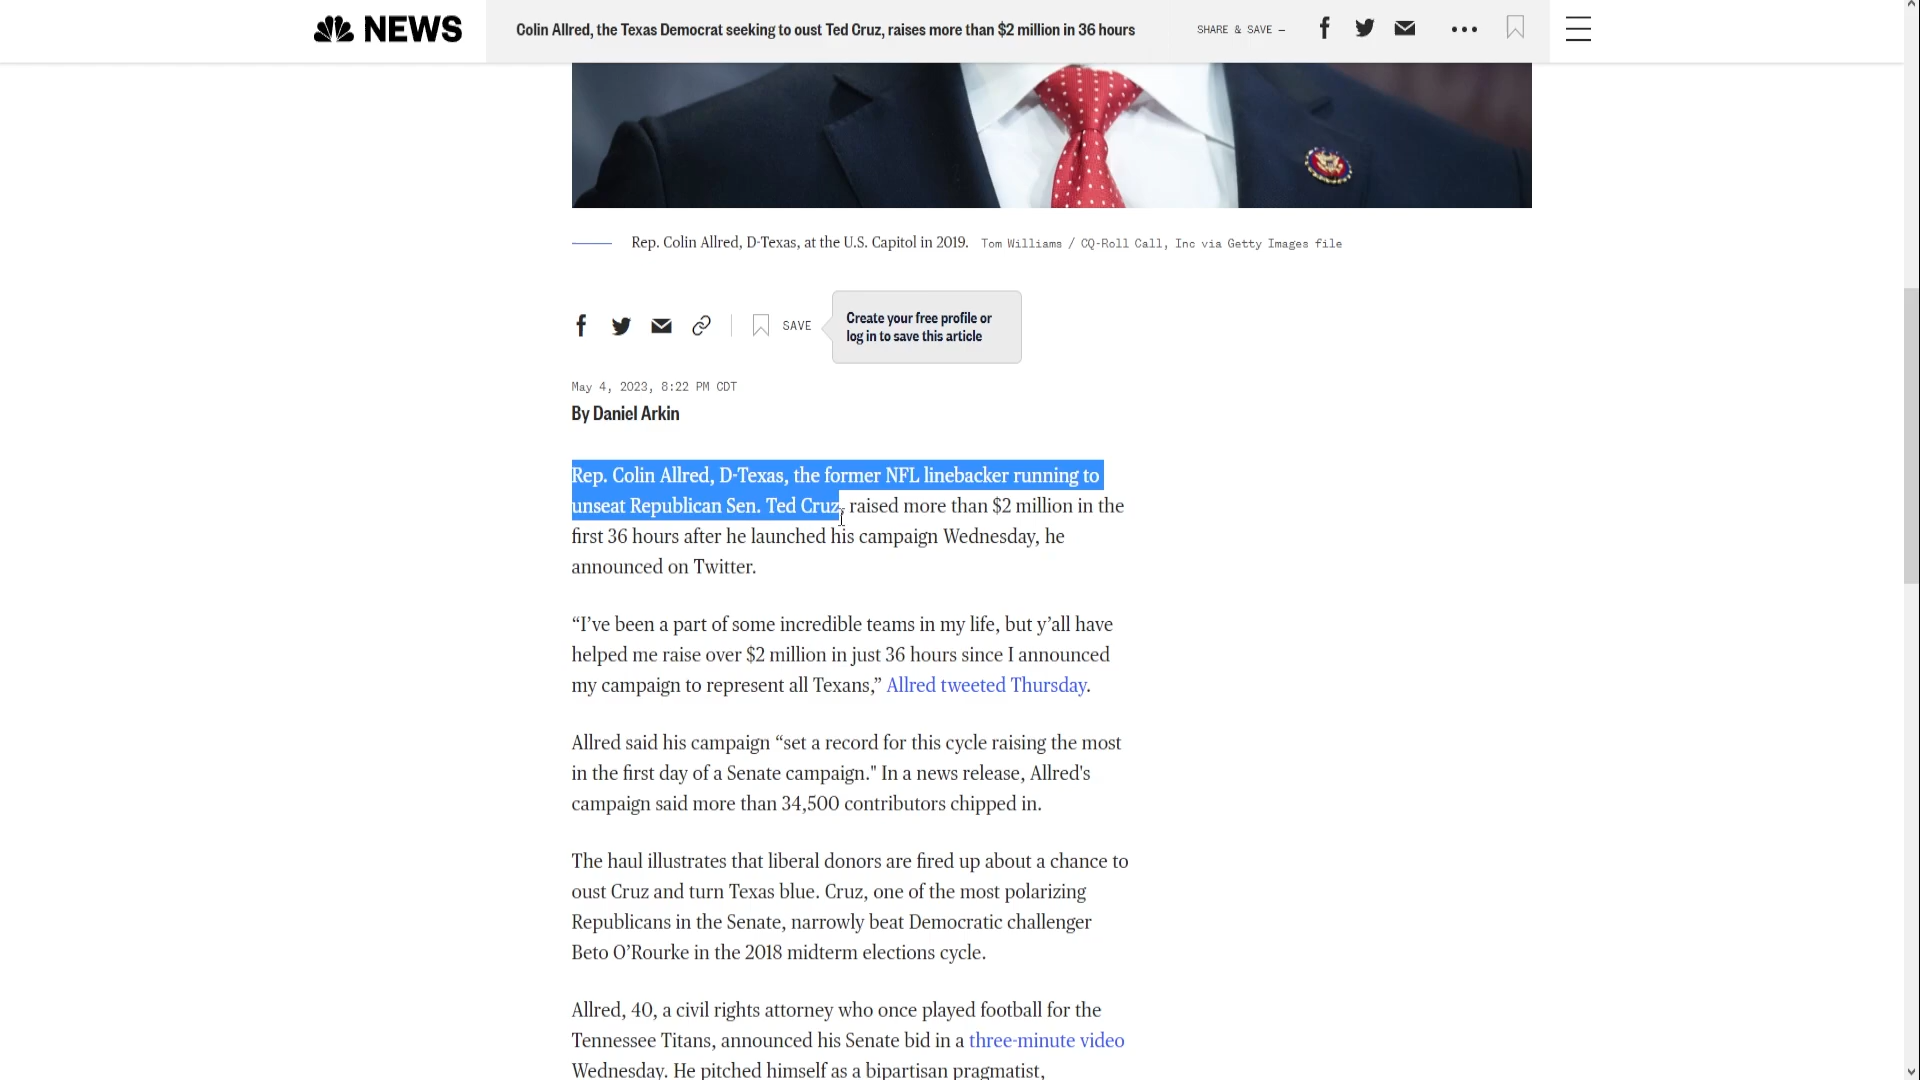 NEWS
Colin Allred, the Texas Democrat seeking to oust Ted Cruz, raises more than $2 million in 36 hours
SHARE & SAVE —
Rep. Colin Allred, D-Texas, at the U.S. Capitol in 2019. Tom Williams / CQ-Roll Call, Inc via Getty Images file
SAVE
Create your free profile or
log in to save this article
May 4, 2023, 8:22 PM CDT
By Daniel Arkin
Rep. Colin Allred, D-Texas, the former NFL linebacker running to
unseat Republican Sen. Ted Cruz, raised more than $2 million in the
first 36 hours after he launched his campaign Wednesday, he
announced on Twitter.
“I’ve been a part of some incredible teams in my life, but y’all have
helped me raise over $2 million in just 36 hours since I announced
my campaign to represent all Texans,” Allred tweeted Thursday.
Allred said his campaign “set a record for this cycle raising the most
in the first day of a Senate campaign." In a news release, Allred's
campaign said more than 34,500 contributors chipped in.
The haul illustrates that liberal donors are fired up about a chance to
oust Cruz and turn Texas blue. Cruz, one of the most polarizing
Republicans in the Senate, narrowly beat Democratic challenger
Beto O’Rourke in the 2018 midterm elections cycle.
Allred, 40, a civil rights attorney who once played football for the
Tennessee Titans, announced his Senate bid in a three-minute video
Wednesday. He pitched himself as a bipartisan pragmatist,